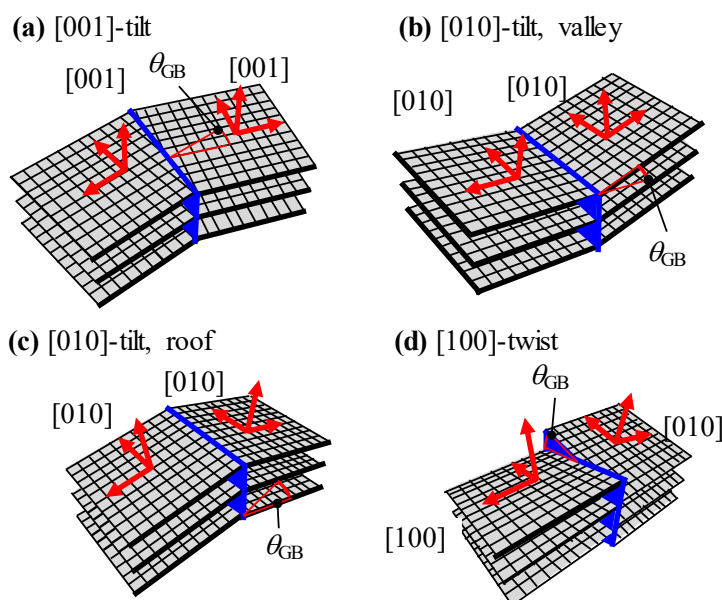 (a) [001]-tilt
θGB
[001]
[001]
(b) [010]-tilt, valley
[010]
[010]
θGB
(c) [010]-tilt, roof
[010]
[010]
θGB
(d) [100]-twist
θGB
[010]
[100]